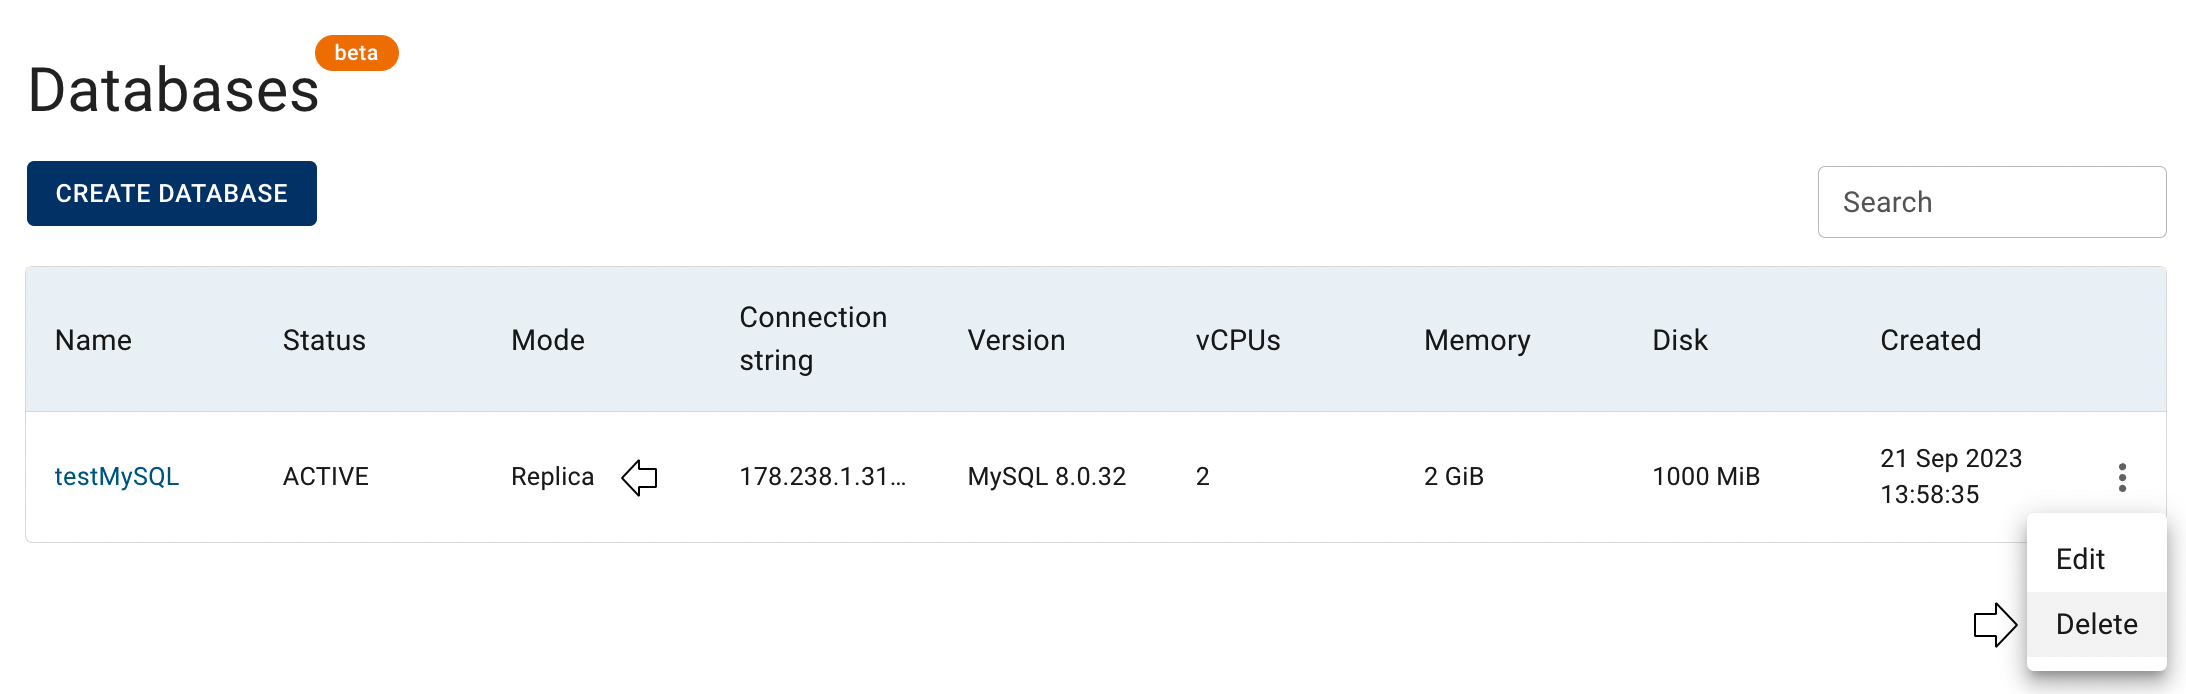 Databases
beta
CREATE DATABASE
Search
Name Status Mode Connection string Version vCPUs Memory Disk Created
testMySQL ACTIVE Replica 178.238.1.31... MySQL 8.0.32 2 2 GiB 1000 MiB 21 Sep 2023 13:58:35
Edit
Delete